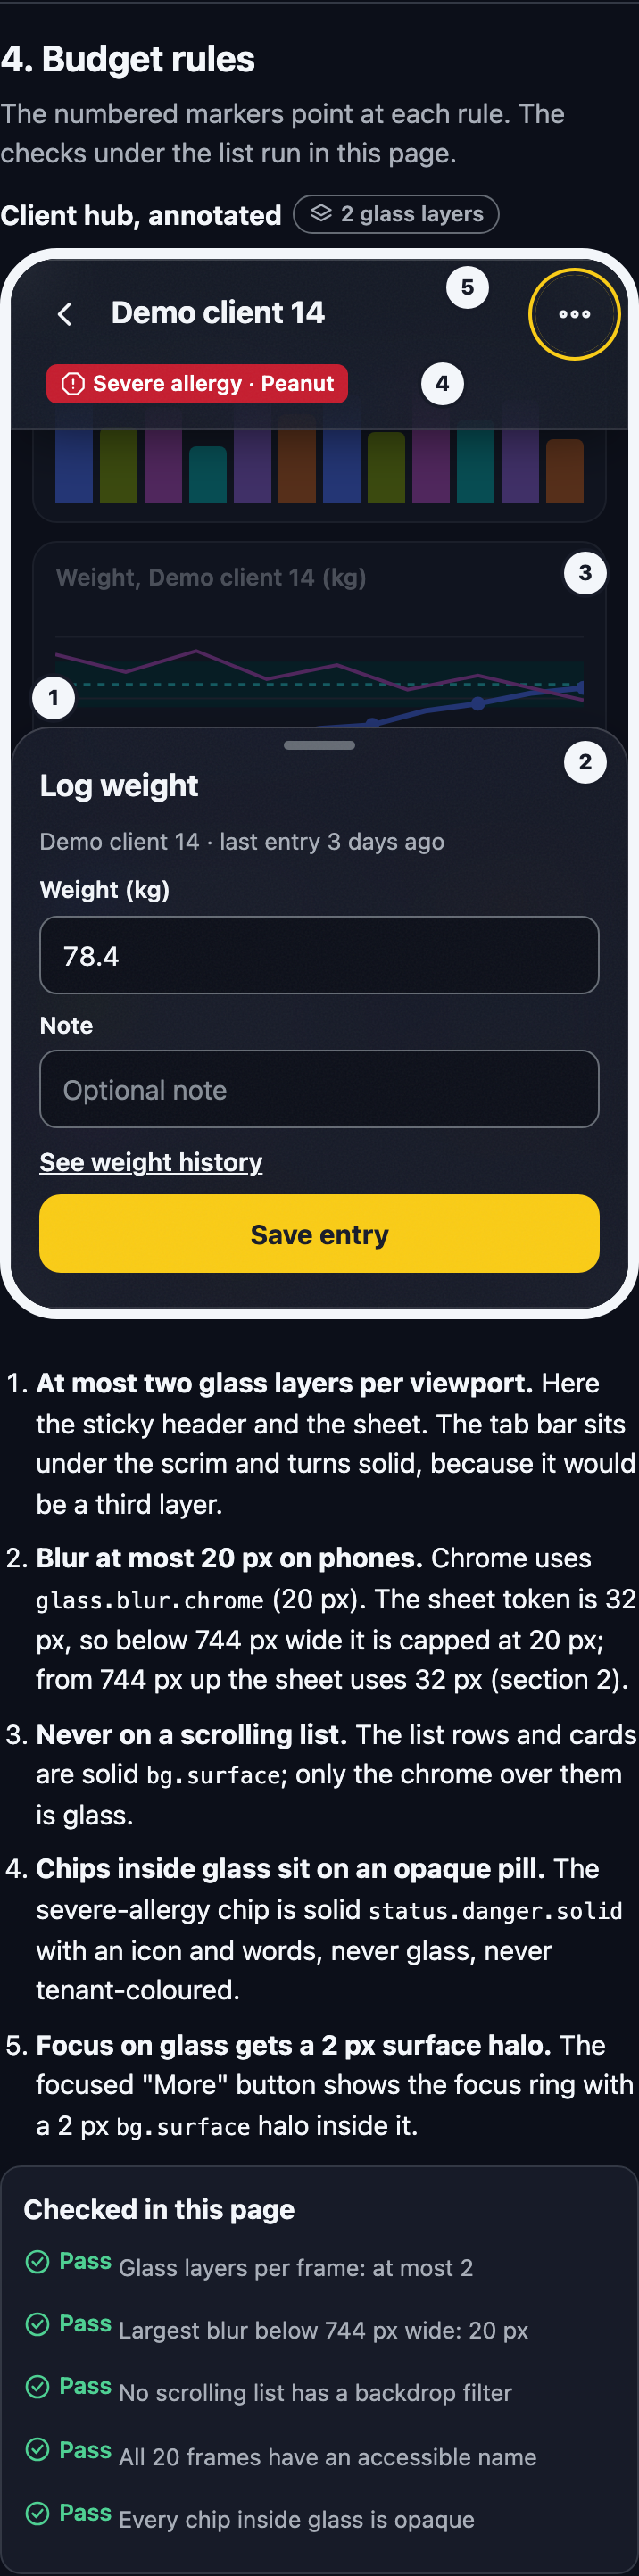 4. Budget rules
The numbered markers point at each rule. The
checks under the list run in this page.
Client hub, annotated
2 glass layers
5
Demo client 14
Severe allergy · Peanut
4
Weight, Demo client 14 (kg)
3
1
2
Log weight
Demo client 14 · last entry 3 days ago
Weight (kg)
78.4
Note
Optional note
See weight history
Save entry
1. At most two glass layers per viewport. Here
the sticky header and the sheet. The tab bar sits
under the scrim and turns solid, because it would
be a third layer.
2. Blur at most 20 px on phones. Chrome uses
glass.blur.chrome (20 px). The sheet token is 32
px, so below 744 px wide it is capped at 20 px;
from 744 px up the sheet uses 32 px (section 2).
3. Never on a scrolling list. The list rows and cards
are solid bg.surface; only the chrome over them
is glass.
4. Chips inside glass sit on an opaque pill. The
severe-allergy chip is solid status.danger.solid
with an icon and words, never glass, never
tenant-coloured.
5. Focus on glass gets a 2 px surface halo. The
focused "More" button shows the focus ring with
a 2 px bg.surface halo inside it.
Checked in this page
Pass Glass layers per frame: at most 2
Pass Largest blur below 744 px wide: 20 px
Pass No scrolling list has a backdrop filter
Pass All 20 frames have an accessible name
Pass Every chip inside glass is opaque